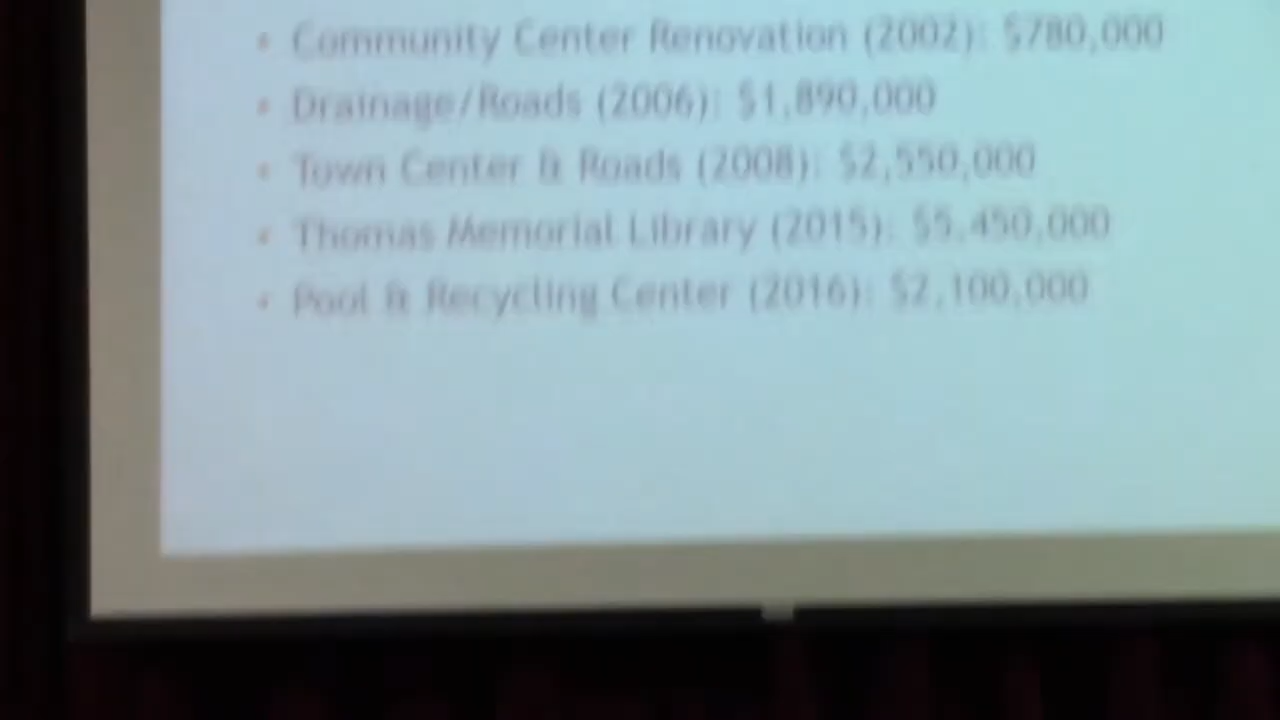 • Community Center Renovation (2002): $780,000
• Drainage/Roads (2006): $1,890,000
• Town Center & Roads (2008): $2,550,000
• Thomas Memorial Library (2015): $5,450,000
• Pool & Recycling Center (2016): $2,100,000